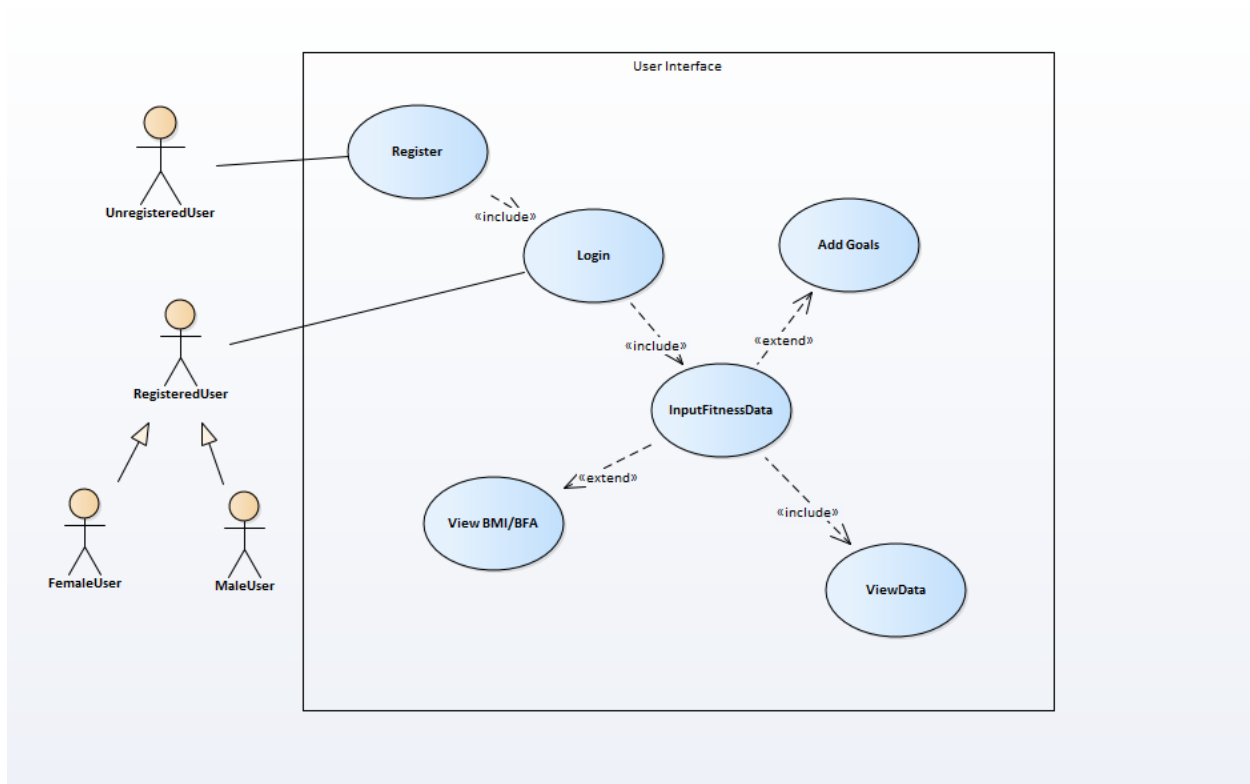 User Interface
Register
UnregisteredUser
«include»
Login
Add Goals
«include»
«extend»
RegisteredUser
InputFitnessData
«extend»
View BMI/BFA
«include»
FemaleUser
MaleUser
ViewData